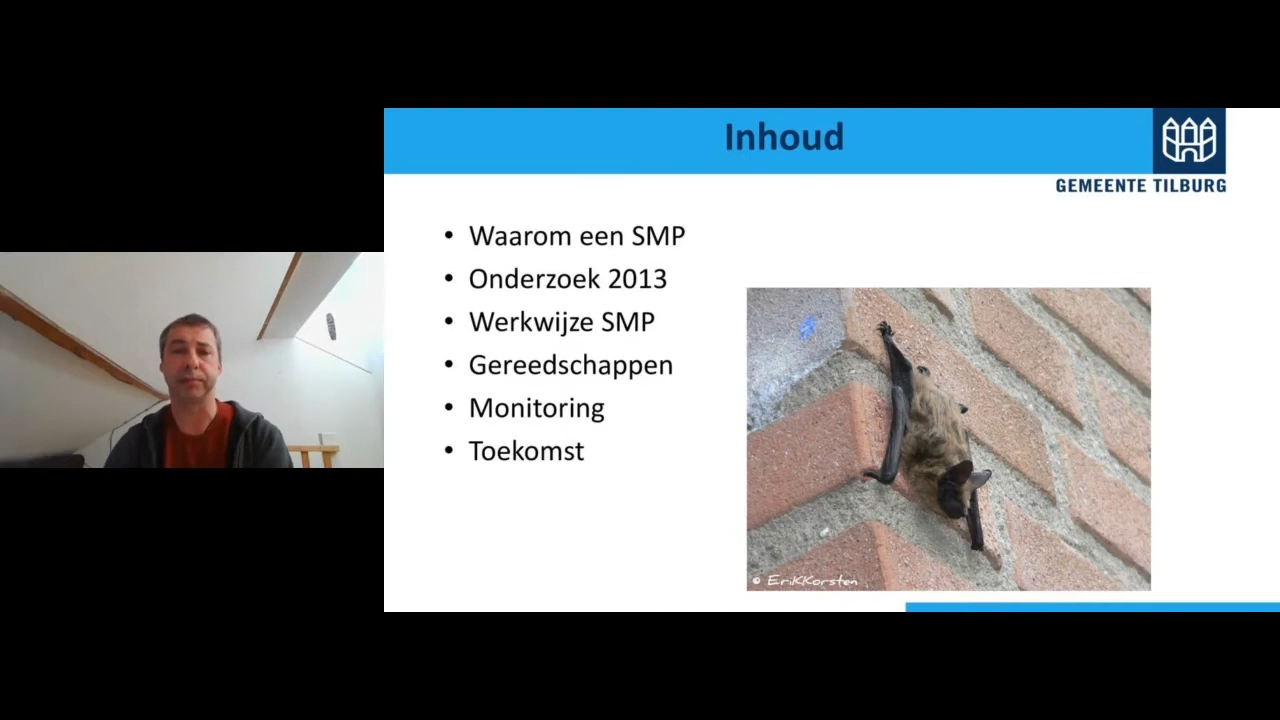 Inhoud
GEMEENTE TILBURG
• Waarom een SMP
• Onderzoek 2013
• Werkwijze SMP
• Gereedschappen
• Monitoring
• Toekomst
© ErikKorsten